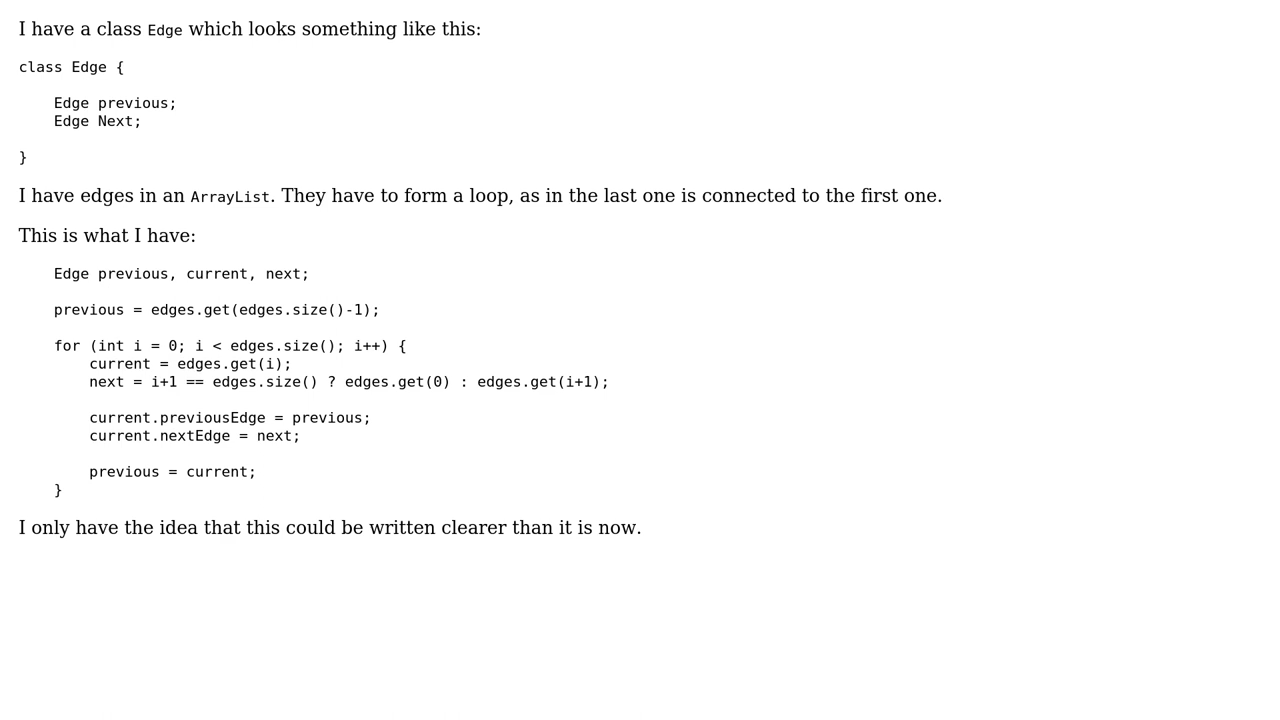 I have a class Edge which looks something like this:
class Edge {
Edge previous;
Edge Next;
}
I have edges in an ArrayList. They have to form a loop, as in the last one is connected to the first one.
This is what I have:
Edge previous, current, next;
previous = edges.get(edges.size()-1);
for (int i = 0; i < edges.size(); i++) {
current = edges.get(i);
next = i+1 == edges.size() ? edges.get(0) : edges.get(i+1);
current.previousEdge = previous;
current.nextEdge = next;
previous = current;
}
I only have the idea that this could be written clearer than it is now.